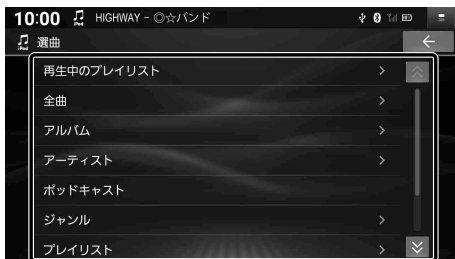 10:00 HIGHWAY - ◎☆バンド
iPod 選曲
再生中のプレイリスト
全曲
アルバム
アーティスト
ポッドキャスト
ジャンル
プレイリスト